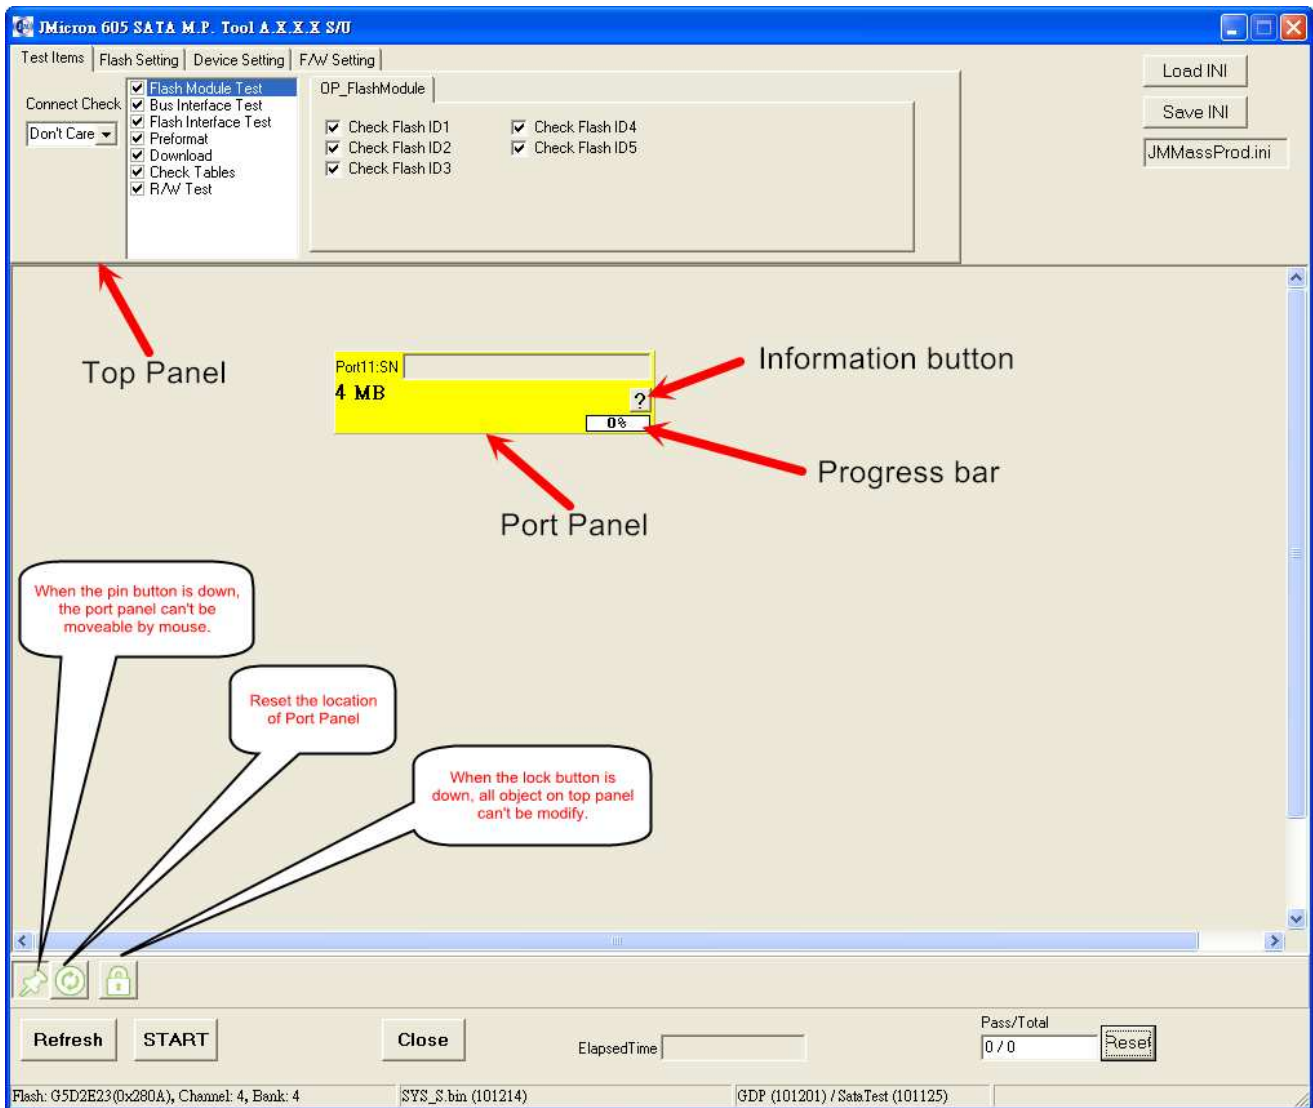 JMicron 605 SATA M.P. Tool A.X.X.X S/U
Test Items
Flash Setting
Device Setting
F/W Setting
Load INI
Save INI
JMMassProd.ini
Connect Check
Don't Care
Flash Module Test
Bus Interface Test
Flash Interface Test
Preformat
Download
Check Tables
R/W Test
OP_FlashModule
Check Flash ID1
Check Flash ID2
Check Flash ID3
Check Flash ID4
Check Flash ID5
Top Panel
Port11:SN
4 MB
?
0%
Information button
Progress bar
Port Panel
When the pin button is down,
the port panel can't be
moveable by mouse.
Reset the location
of Port Panel
When the lock button is
down, all object on top panel
can't be modify.
Refresh
START
Close
ElapsedTime
Pass/Total
0 / 0
Reset
Flash: G5D2E23(0x280A), Channel: 4, Bank: 4
SYS_S.bin (101214)
GDP (101201) / SataTest (101125)